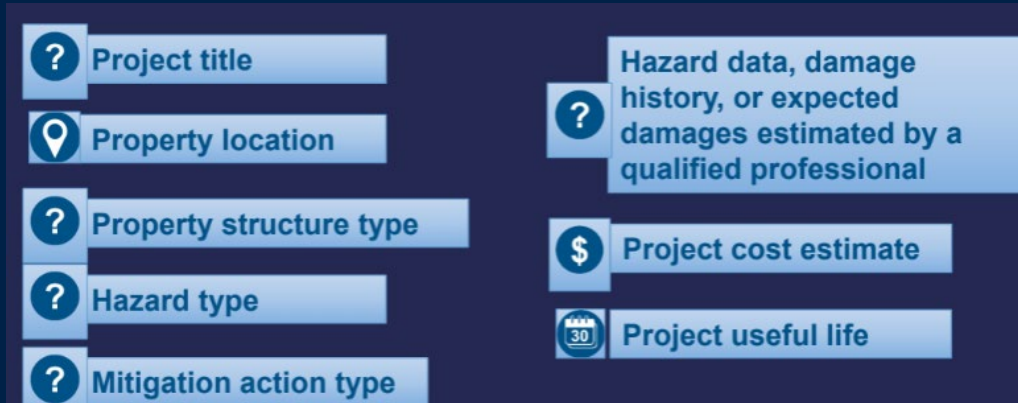 ? Project title
Property location
? Property structure type
? Hazard type
? Mitigation action type
? Hazard data, damage
history, or expected
damages estimated by a
qualified professional
$ Project cost estimate
30 Project useful life